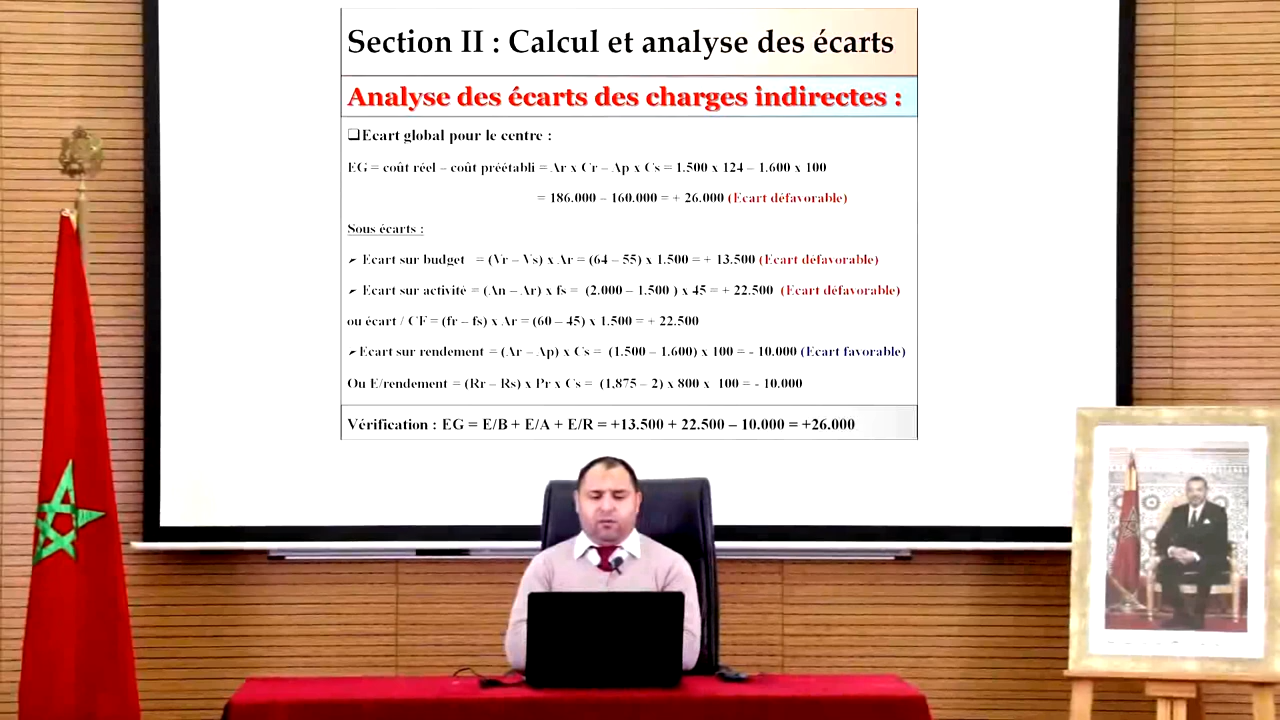 Section II : Calcul et analyse des écarts
Analyse des écarts des charges indirectes :
❑Ecart global pour le centre :
EG = coût réel – coût préétabli = Ar x Cr – Ap x Cs = 1.500 x 124 – 1.600 x 100
= 186.000 – 160.000 = + 26.000 (Ecart défavorable)
Sous écarts :
➢ Ecart sur budget = (Vr – Vs) x Ar = (64 – 55) x 1.500 = + 13.500 (Ecart défavorable)
➢ Ecart sur activité = (An – Ar) x fs = (2.000 – 1.500 ) x 45 = + 22.500 (Ecart défavorable)
ou écart / CF = (fr – fs) x Ar = (60 – 45) x 1.500 = + 22.500
➢ Ecart sur rendement = (Ar – Ap) x Cs = (1.500 – 1.600) x 100 = - 10.000 (Ecart favorable)
Ou E/rendement = (Rr – Rs) x Pr x Cs = (1,875 – 2) x 800 x 100 = - 10.000
Vérification : EG = E/B + E/A + E/R = +13.500 + 22.500 – 10.000 = +26.000